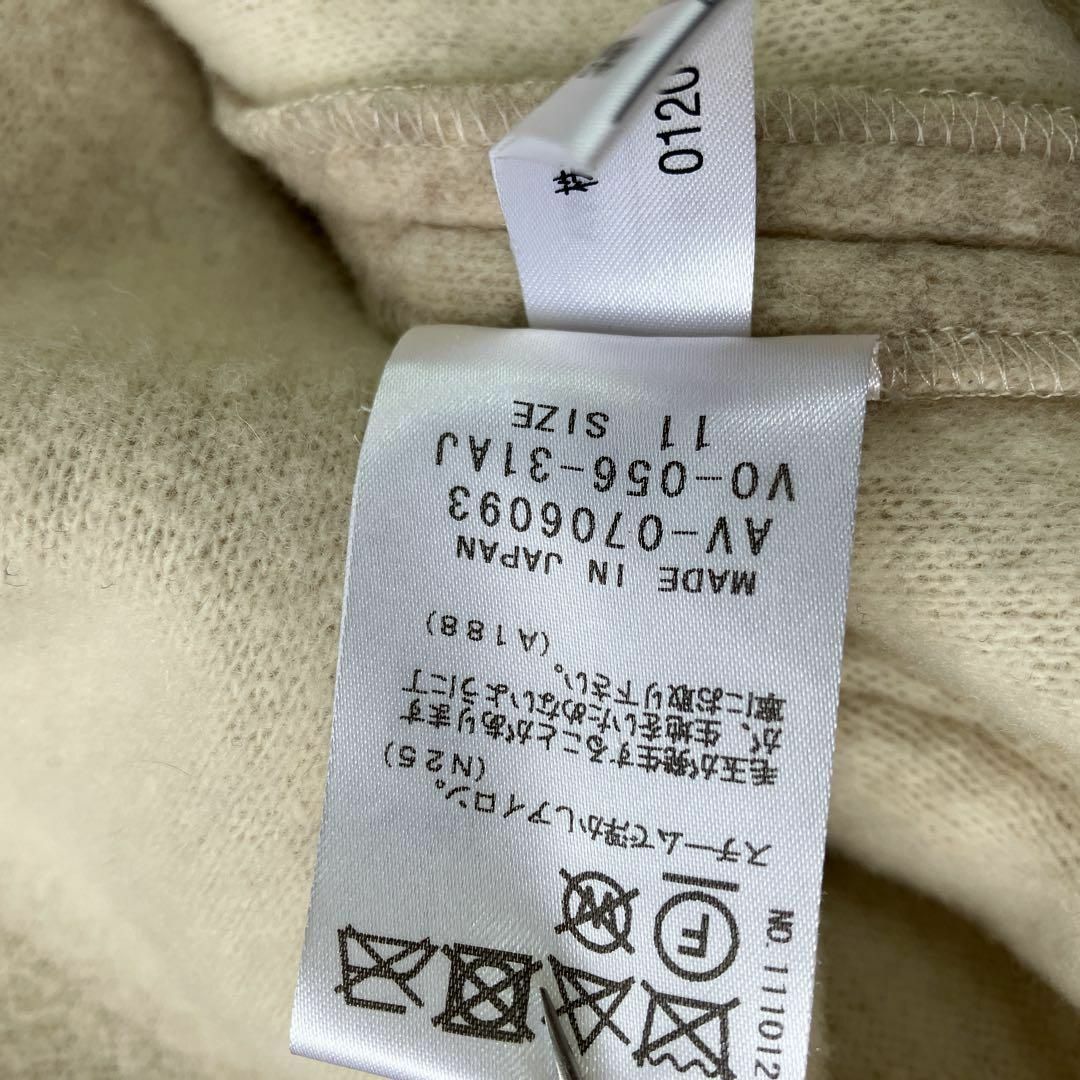 0120
NO. 111012
F
W
スチームで浮かしアイロン。
(N25)
毛玉が発生することがあります
が、生地をいためないように丁
寧にお取り下さい。
(A188)
MADE IN JAPAN
AV-0706093
V0-056-31AJ
11 SIZE